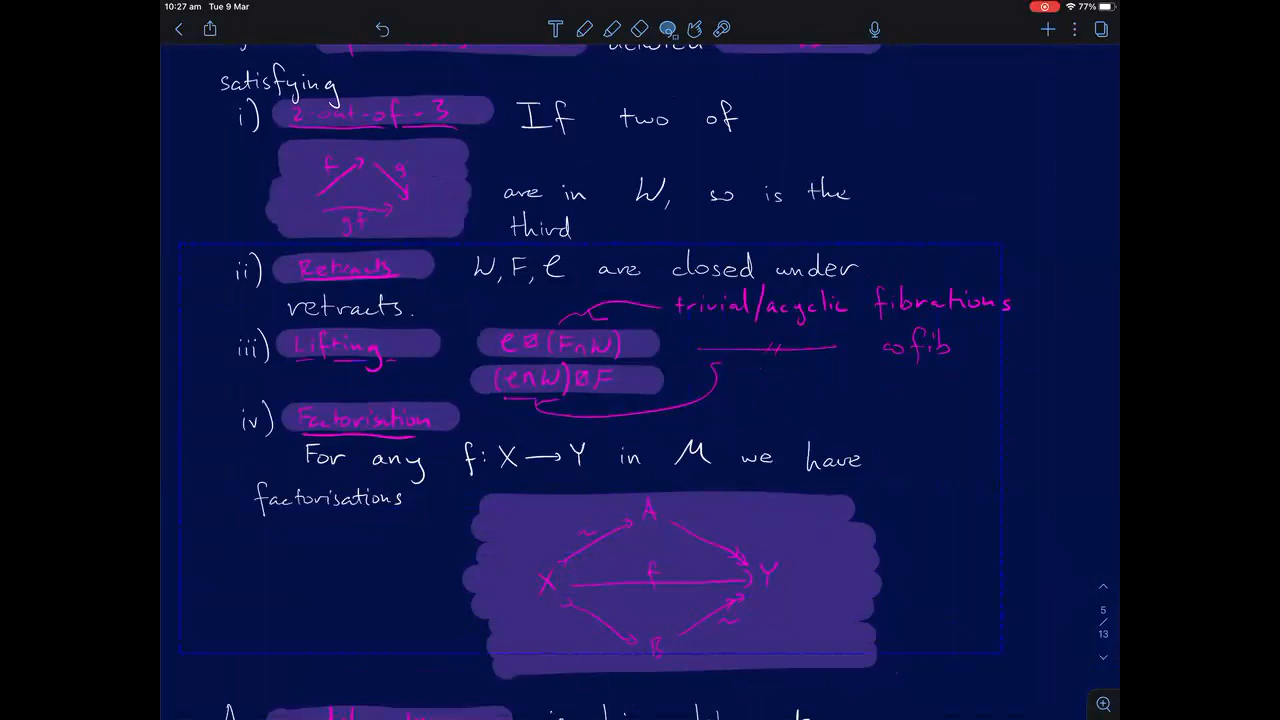 10:27 am Tue 9 Mar
77%
T
denoted
satisfying
i) 2-out-of-3 If two of
f g
gf
are in W, so is the
third
ii) Retracts W, F, C are closed under
retracts.
trivial/acyclic fibrations
iii) Lifting C ⧄ (F∩W) cofib
(C∩W) ⧄ F
iv) Factorisation
For any f: X → Y in M we have
factorisations
A
~
X f Y
~
B
5
/
13
A